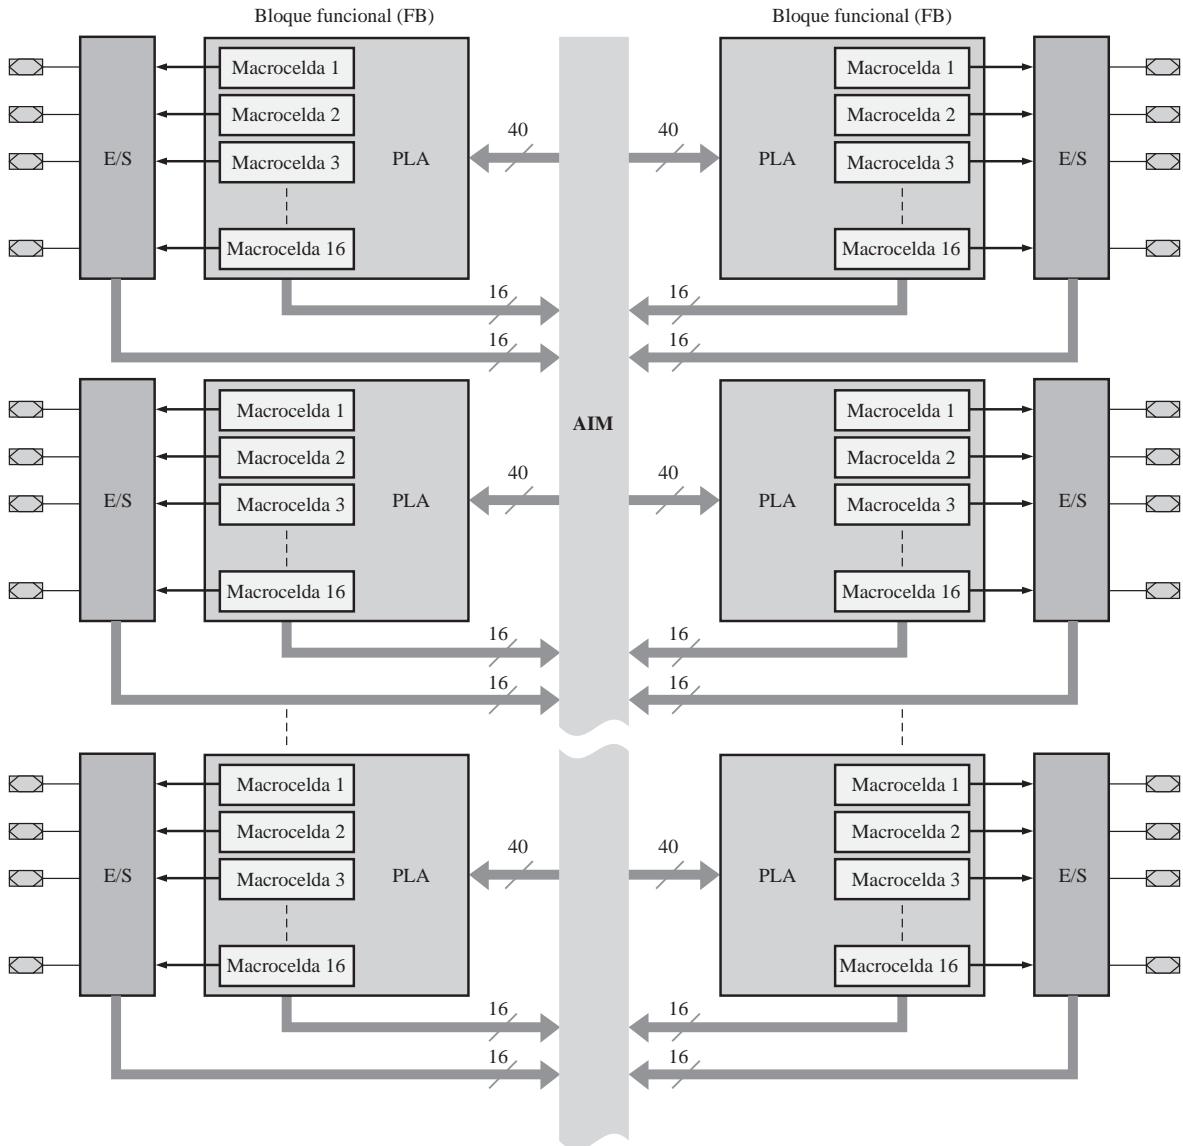 Bloque funcional (FB)
Bloque funcional (FB)
Macrocelda 1
Macrocelda 2
Macrocelda 3
Macrocelda 16
E/S
PLA
40
16
16
40
PLA
Macrocelda 1
Macrocelda 2
Macrocelda 3
Macrocelda 16
E/S
16
16
AIM
Macrocelda 1
Macrocelda 2
Macrocelda 3
Macrocelda 16
E/S
PLA
40
16
16
40
PLA
Macrocelda 1
Macrocelda 2
Macrocelda 3
Macrocelda 16
E/S
16
16
Macrocelda 1
Macrocelda 2
Macrocelda 3
Macrocelda 16
E/S
PLA
40
16
16
40
PLA
Macrocelda 1
Macrocelda 2
Macrocelda 3
Macrocelda 16
E/S
16
16